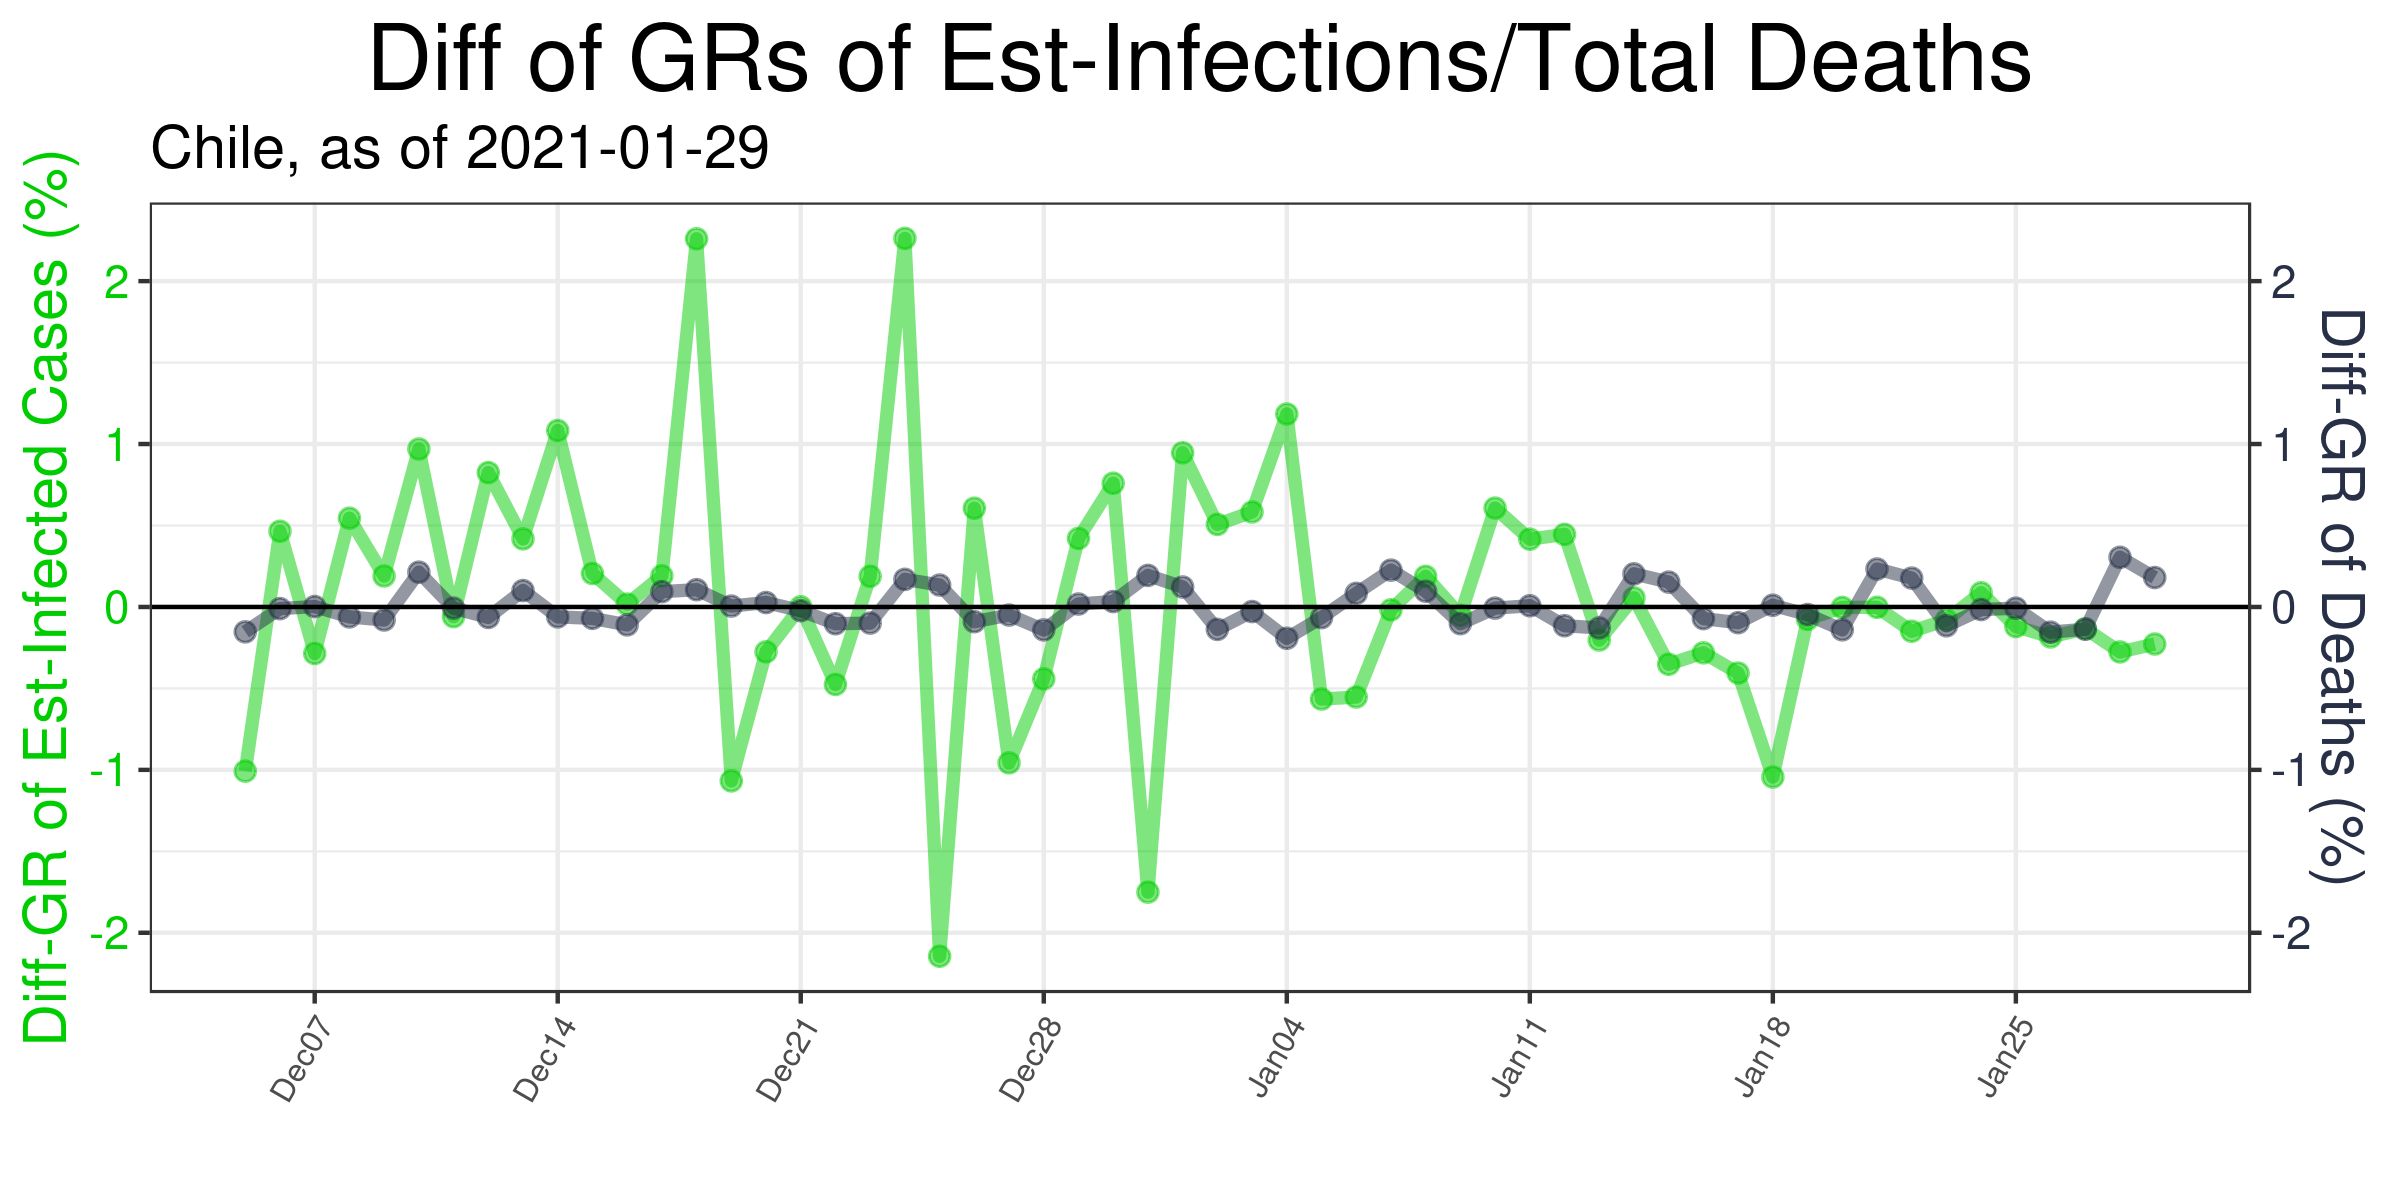 Diff of GRs of Est-Infections/Total Deaths
Chile, as of 2021-01-29
Diff-GR of Est-Infected Cases (%)
2
1
0
-1
-2
2
1
0
-1
-2
Diff-GR of Deaths (%)
Dec07
Dec14
Dec21
Dec28
Jan04
Jan11
Jan18
Jan25